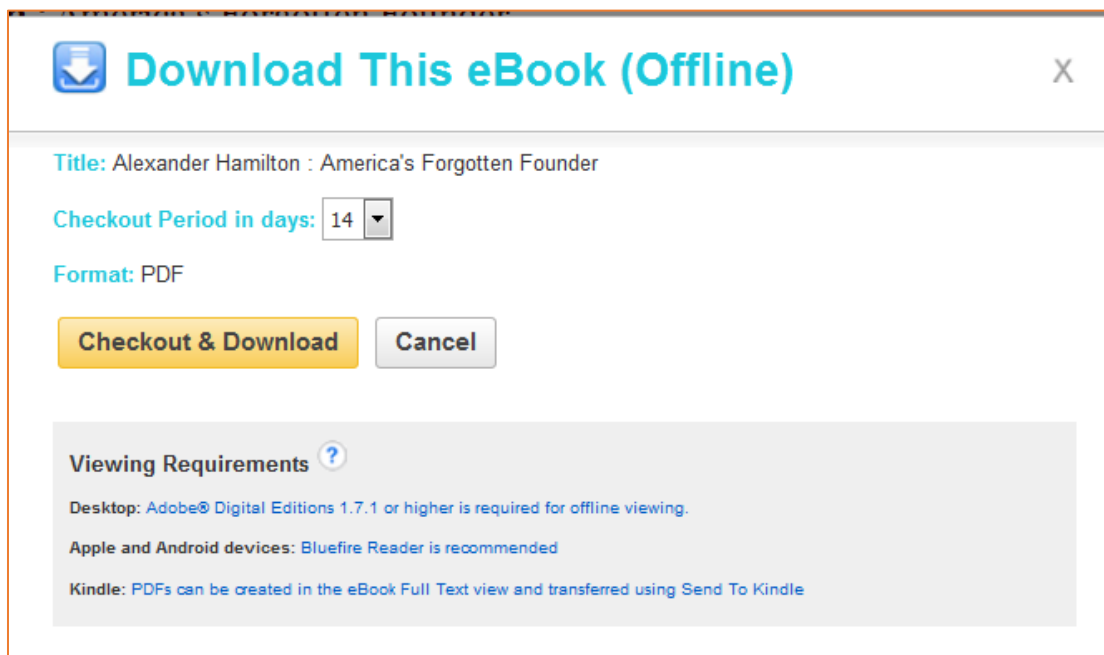 : America's Forgotten Founder
Download This eBook (Offline)
X
Title: Alexander Hamilton : America's Forgotten Founder
Checkout Period in days: 14
Format: PDF
Checkout & Download Cancel
Viewing Requirements ?
Desktop: Adobe® Digital Editions 1.7.1 or higher is required for offline viewing.
Apple and Android devices: Bluefire Reader is recommended
Kindle: PDFs can be created in the eBook Full Text view and transferred using Send To Kindle